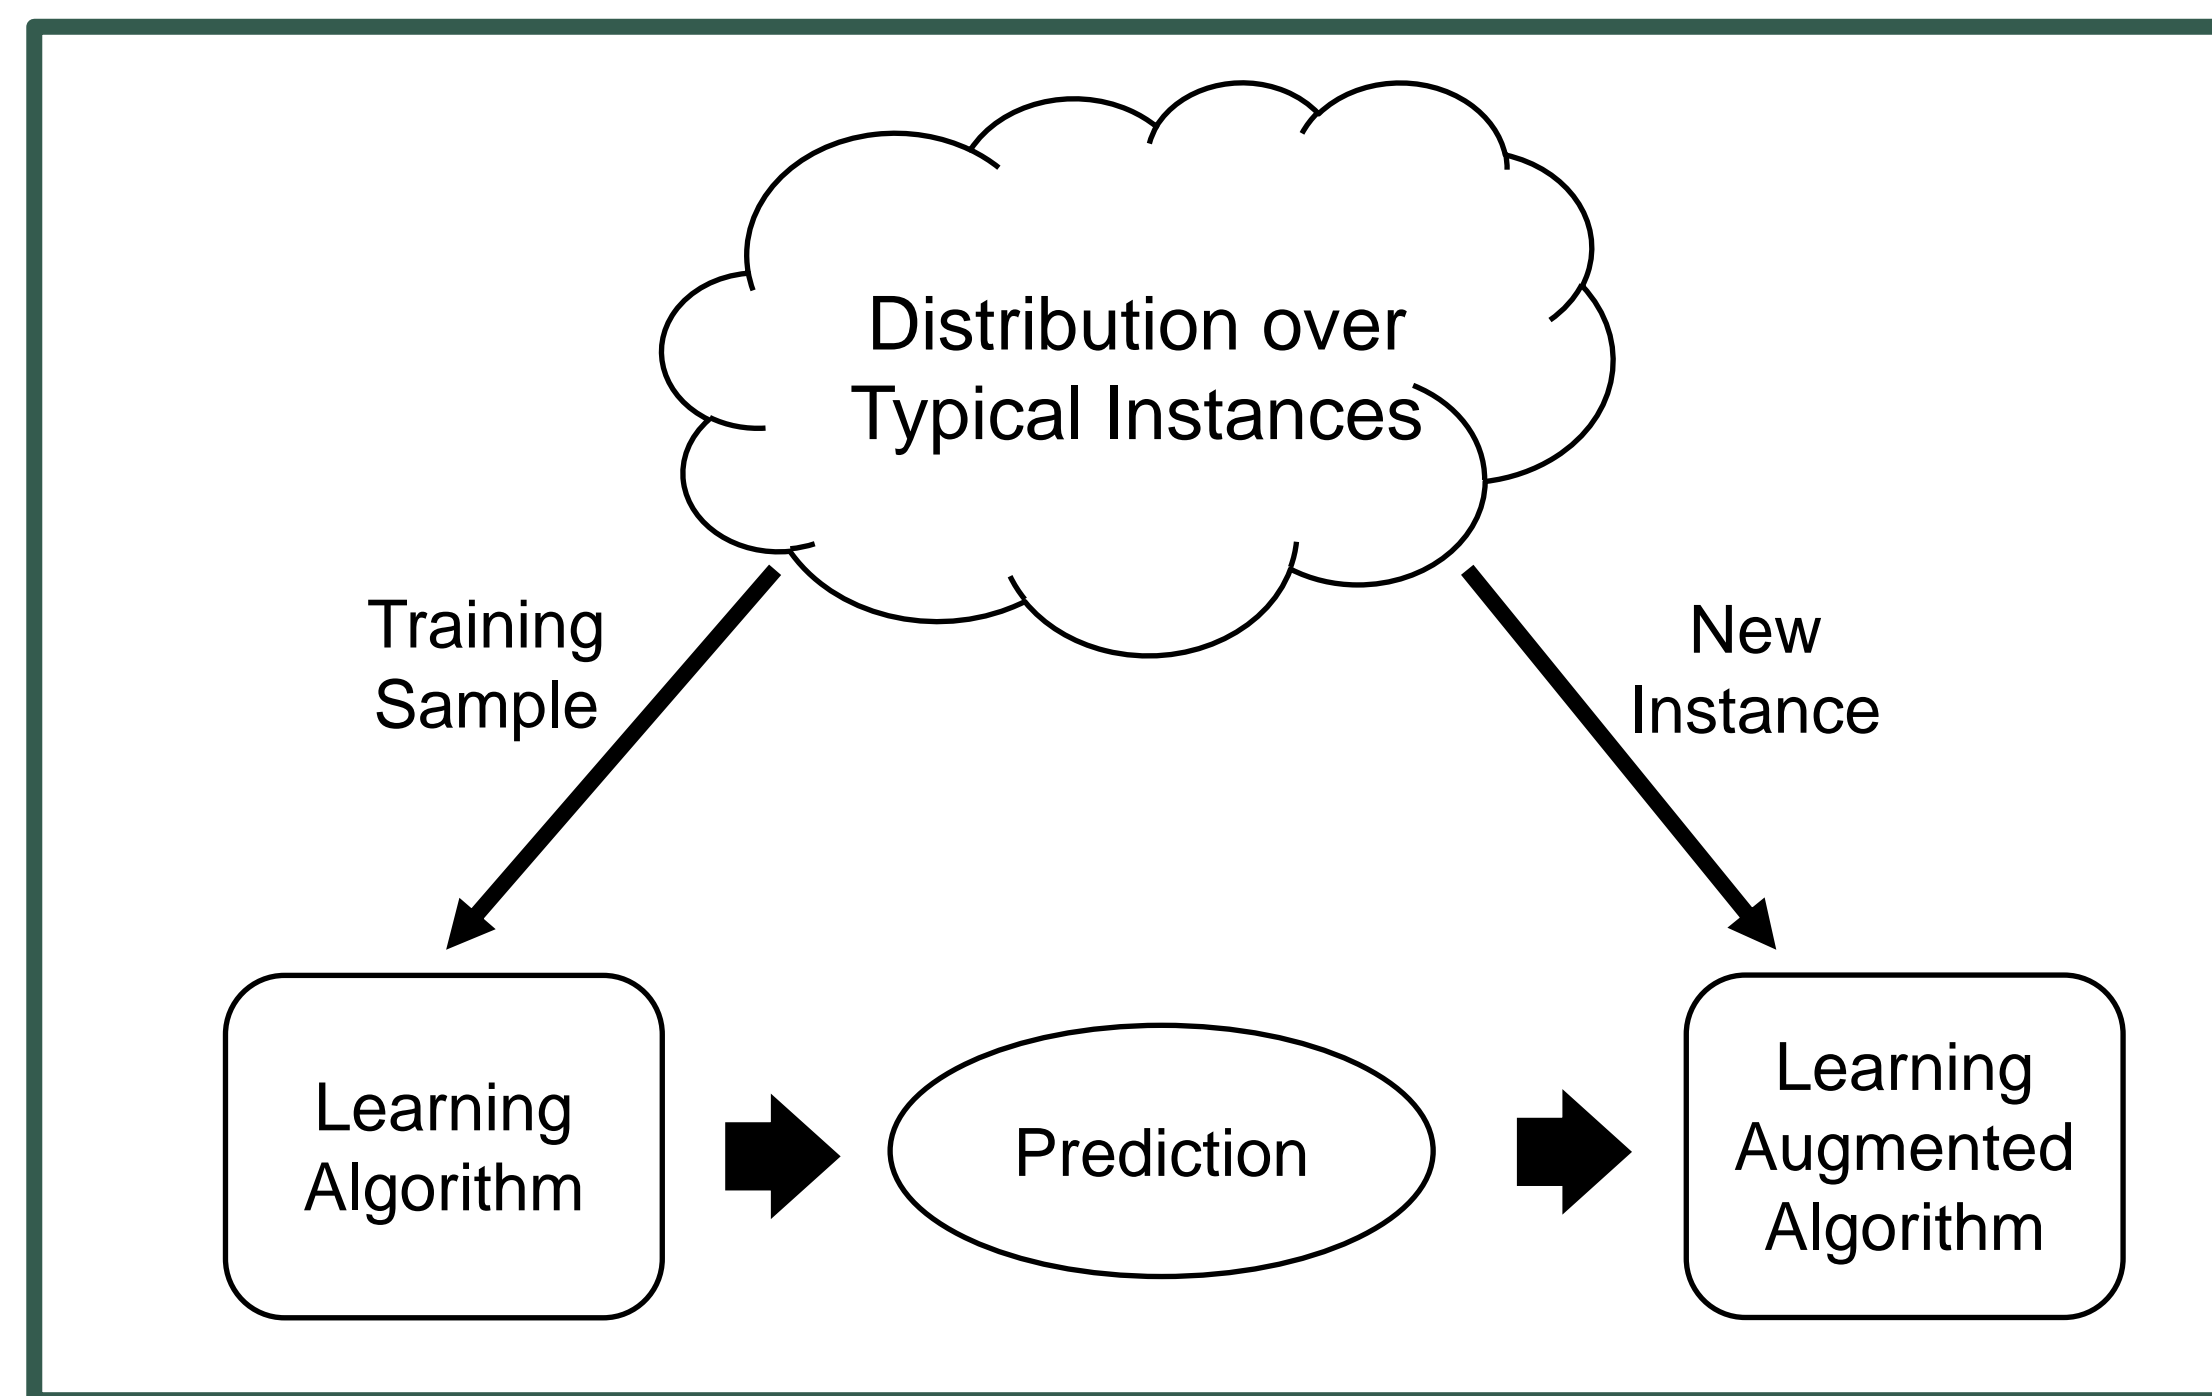 Distribution over
Typical Instances
Training
Sample
New
Instance
Learning
Algorithm
Prediction
Learning
Augmented
Algorithm